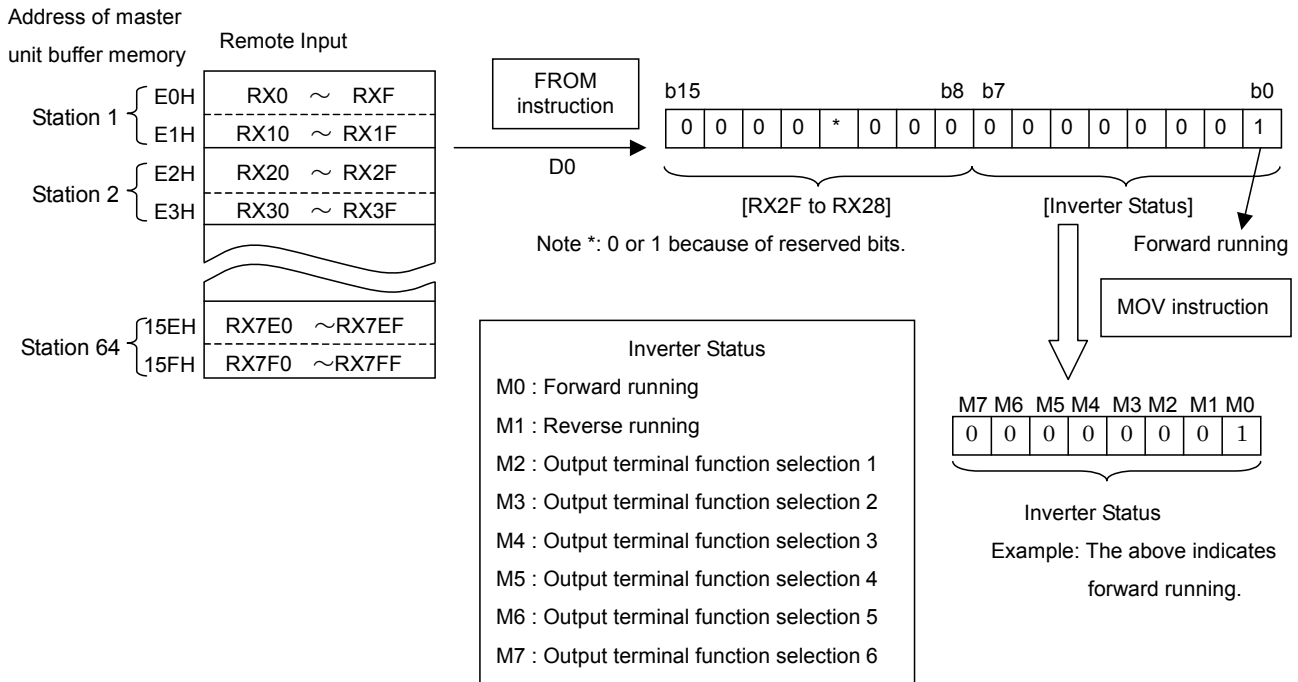 Address of master
unit buffer memory
Remote Input
Station 1
E0H
RX0 ～ RXF
E1H
RX10 ～ RX1F
Station 2
E2H
RX20 ～ RX2F
E3H
RX30 ～ RX3F
Station 64
15EH
RX7E0 ～RX7EF
15FH
RX7F0 ～RX7FF
FROM
instruction
D0
b15 b8 b7 b0
0 0 0 0 * 0 0 0 0 0 0 0 0 0 0 1
[RX2F to RX28]
[Inverter Status]
Note *: 0 or 1 because of reserved bits.
Forward running
MOV instruction
Inverter Status
M0 : Forward running
M1 : Reverse running
M2 : Output terminal function selection 1
M3 : Output terminal function selection 2
M4 : Output terminal function selection 3
M5 : Output terminal function selection 4
M6 : Output terminal function selection 5
M7 : Output terminal function selection 6
M7 M6 M5 M4 M3 M2 M1 M0
0 0 0 0 0 0 0 1
Inverter Status
Example: The above indicates
forward running.